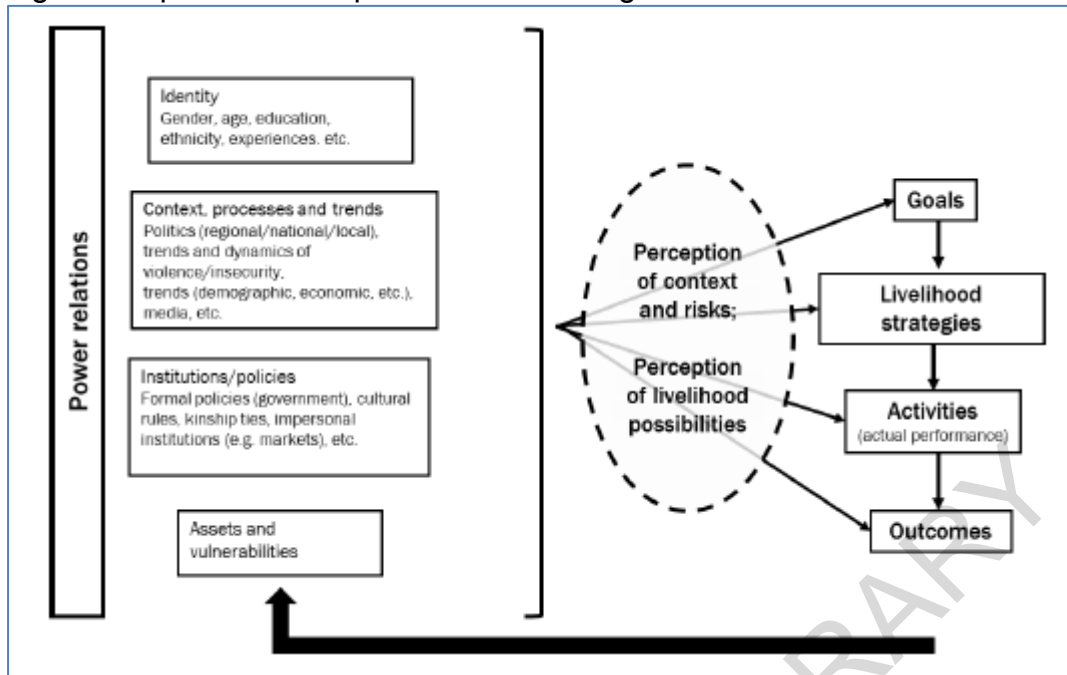 Power relations
Identity
Gender, age, education,
ethnicity, experiences. etc.
Context, processes and trends
Politics (regional/national/local),
trends and dynamics of
violence/insecurity,
trends (demographic, economic, etc.),
media, etc.
Institutions/policies
Formal policies (government), cultural
rules, kinship ties, impersonal
institutions (e.g. markets), etc.
Assets and
vulnerabilities
Perception
of context
and risks;
Perception
of livelihood
possibilities
Goals
Livelihood
strategies
Activities
(actual performance)
Outcomes
RARY